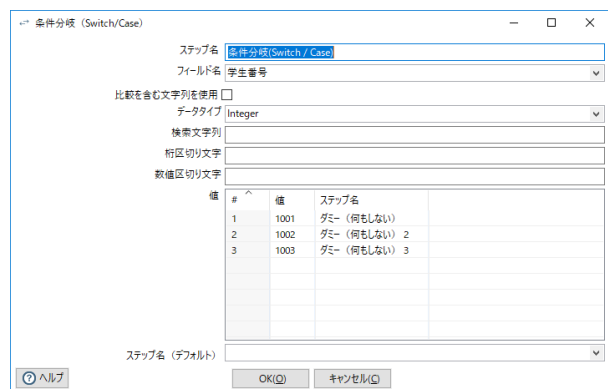 条件分岐（Switch/Case）
ステップ名 条件分岐(Switch / Case)
フィールド名 学生番号
比較を含む文字列を使用
データタイプ Integer
検索文字列
桁区切り文字
数値区切り文字
値
# 値 ステップ名
1 1001 ダミー（何もしない）
2 1002 ダミー（何もしない） 2
3 1003 ダミー（何もしない） 3
ステップ名（デフォルト）
ヘルプ OK(O) キャンセル(C)